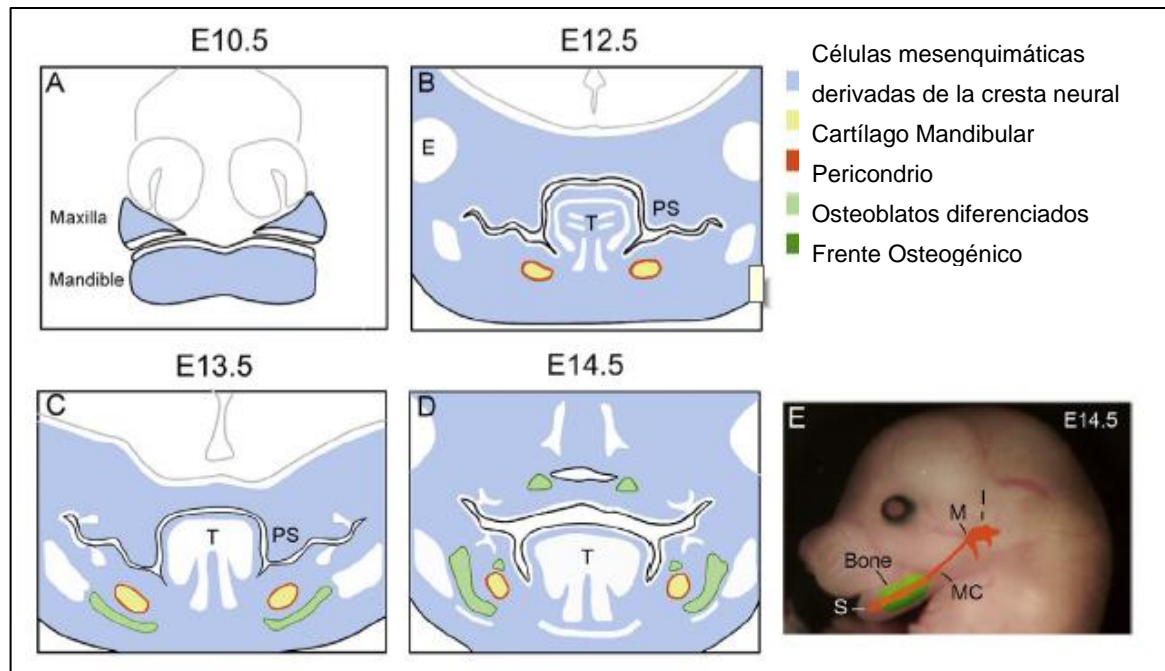 E10.5
A
Maxilla
Mandible
E12.5
B
E
T
PS
Células mesenquimáticas
derivadas de la cresta neural
Cartílago Mandibular
Pericondrio
Osteoblatos diferenciados
Frente Osteogénico
E13.5
C
T
PS
E14.5
D
T
E
E14.5
I
M
Bone
MC
S